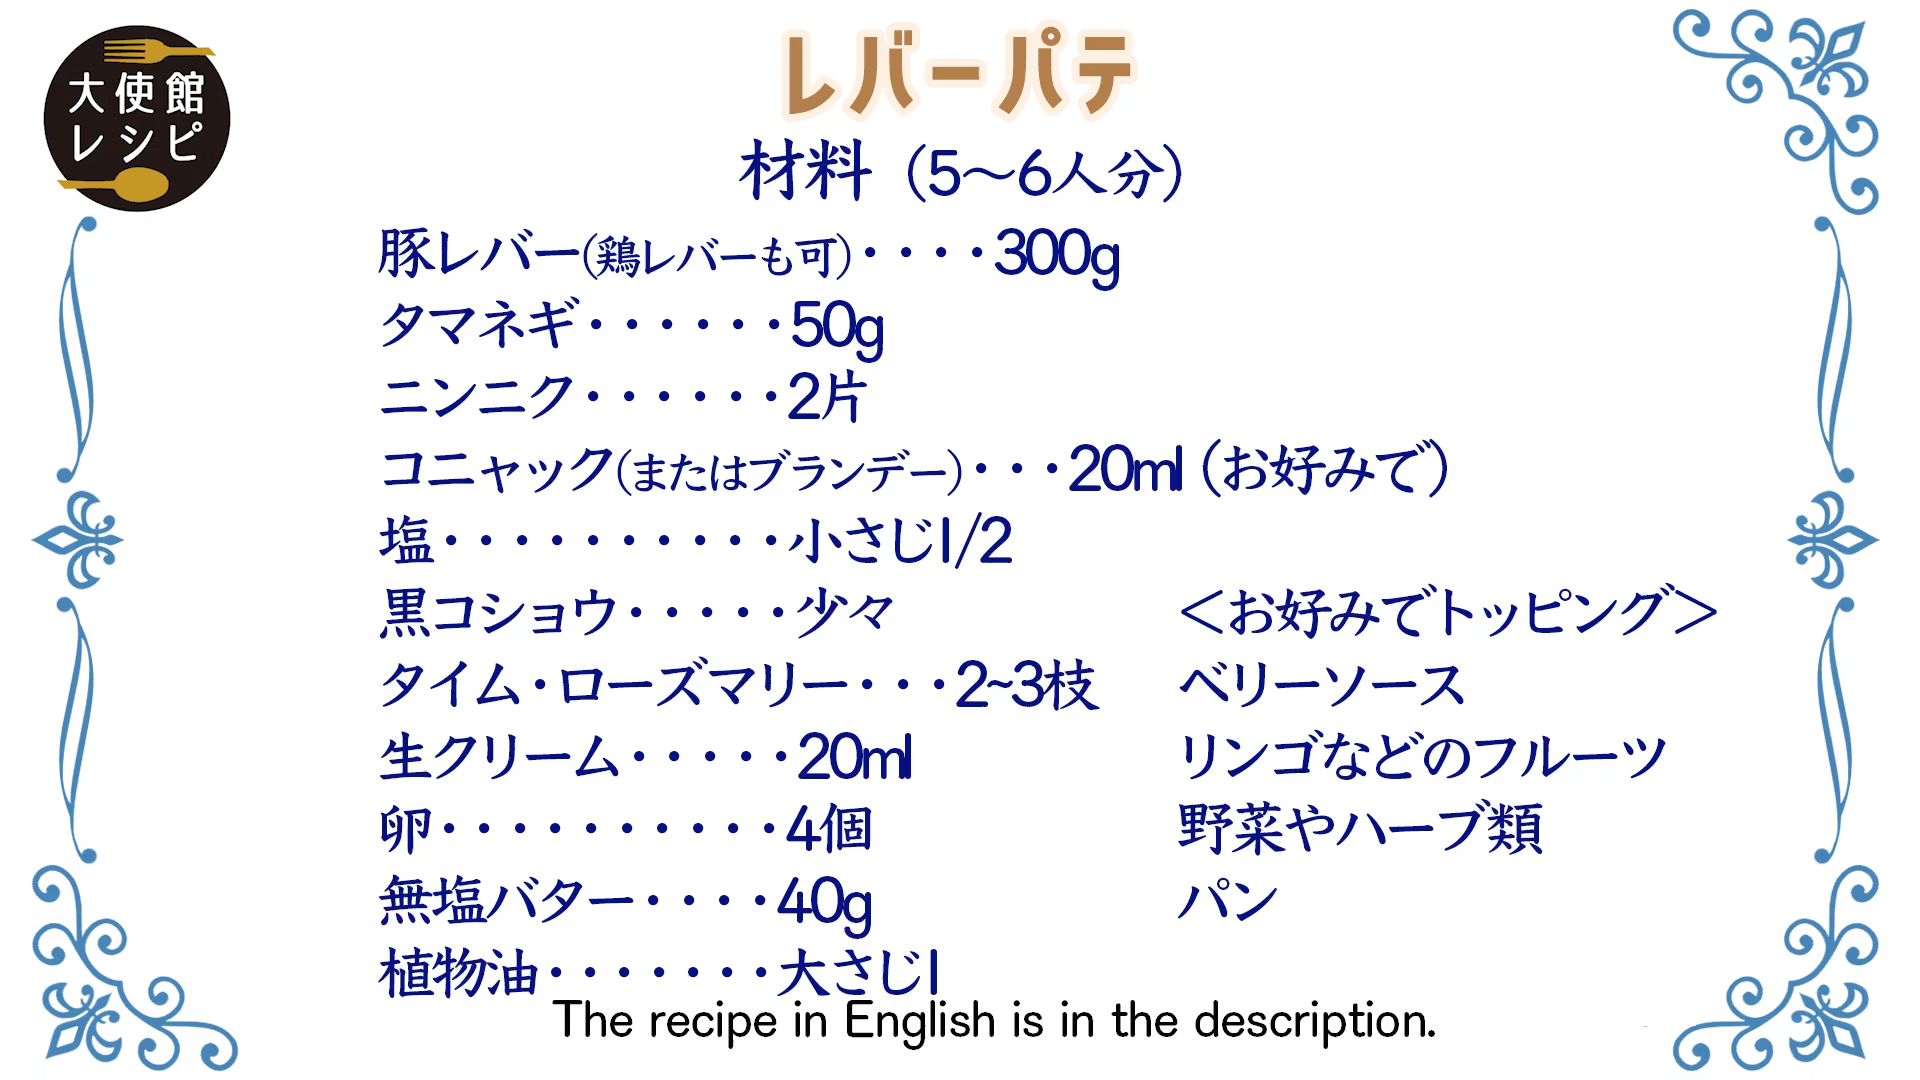 大使館
レシピ
レバーパテ
材料（5〜6人分）
豚レバー(鶏レバーも可)・・・・300g
タマネギ・・・・・・50g
ニンニク・・・・・・2片
コニャック(またはブランデー)・・・20ml（お好みで）
塩・・・・・・・・・・小さじ1/2
黒コショウ・・・・・少々
タイム・ローズマリー・・・2~3枝
生クリーム・・・・・20ml
卵・・・・・・・・・・4個
無塩バター・・・・40g
植物油・・・・・・・大さじ1
＜お好みでトッピング＞
ベリーソース
リンゴなどのフルーツ
野菜やハーブ類
パン
The recipe in English is in the description.